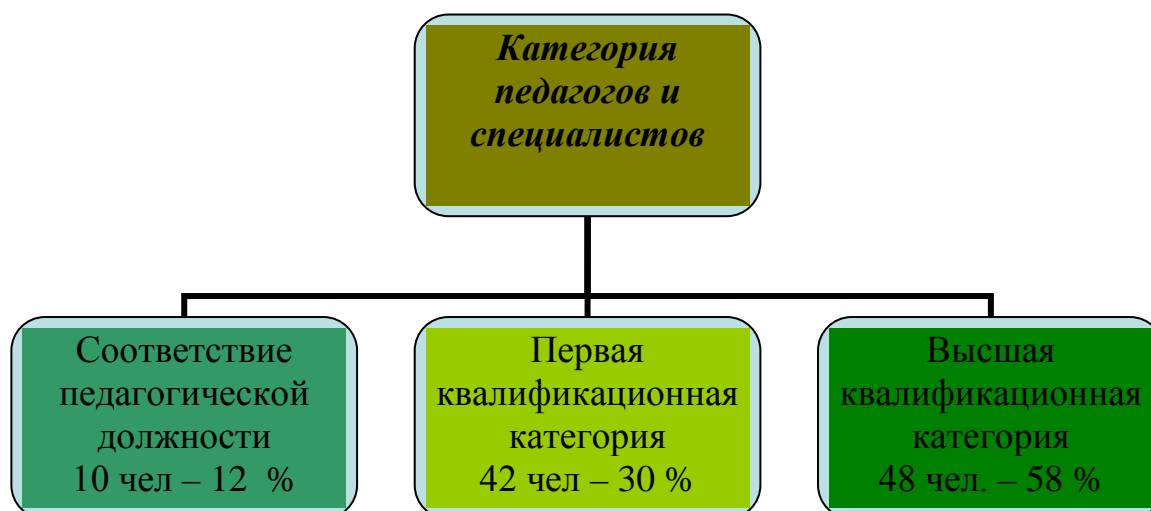 Категория
педагогов и
специалистов
Соответствие
педагогической
должности
10 чел – 12 %
Первая
квалификационная
категория
42 чел – 30 %
Высшая
квалификационная
категория
48 чел. – 58 %